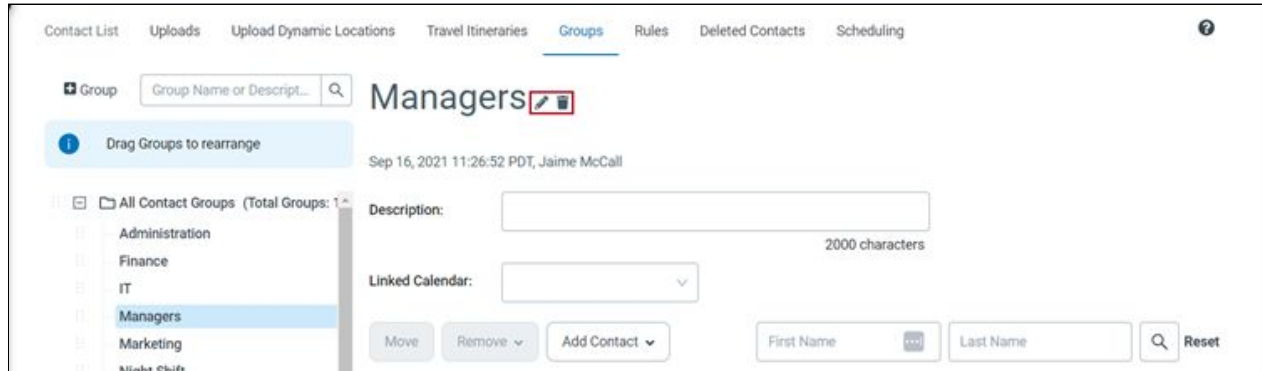 Contact List Uploads Upload Dynamic Locations Travel Itineraries Groups Rules Deleted Contacts Scheduling
Group Group Name or Descript...
Drag Groups to rearrange
All Contact Groups (Total Groups: 1
Administration
Finance
IT
Managers
Marketing
Night Shift
Managers
Sep 16, 2021 11:26:52 PDT, Jaime McCall
Description:
2000 characters
Linked Calendar:
Move Remove Add Contact First Name Last Name Reset